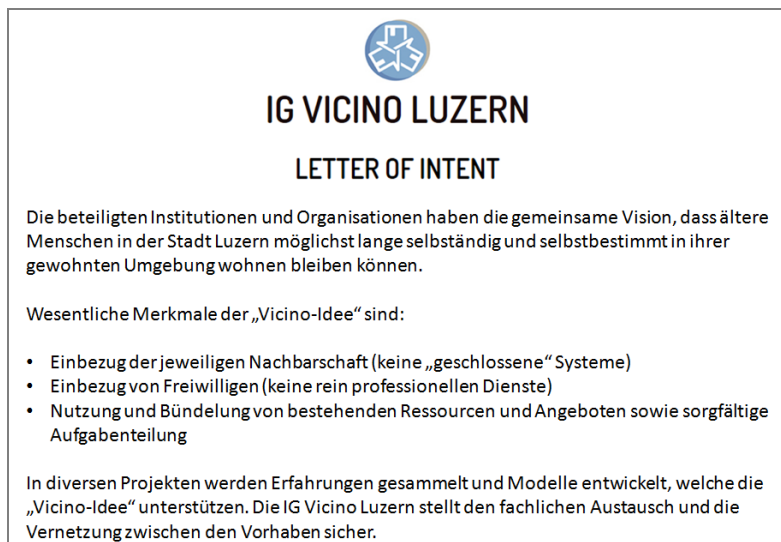 IG VICINO LUZERN
LETTER OF INTENT
Die beteiligten Institutionen und Organisationen haben die gemeinsame Vision, dass ältere
Menschen in der Stadt Luzern möglichst lange selbständig und selbstbestimmt in ihrer
gewohnten Umgebung wohnen bleiben können.
Wesentliche Merkmale der „Vicino-Idee“ sind:
• Einbezug der jeweiligen Nachbarschaft (keine „geschlossene“ Systeme)
• Einbezug von Freiwilligen (keine rein professionellen Dienste)
• Nutzung und Bündelung von bestehenden Ressourcen und Angeboten sowie sorgfältige
Aufgabenteilung
In diversen Projekten werden Erfahrungen gesammelt und Modelle entwickelt, welche die
„Vicino-Idee“ unterstützen. Die IG Vicino Luzern stellt den fachlichen Austausch und die
Vernetzung zwischen den Vorhaben sicher.